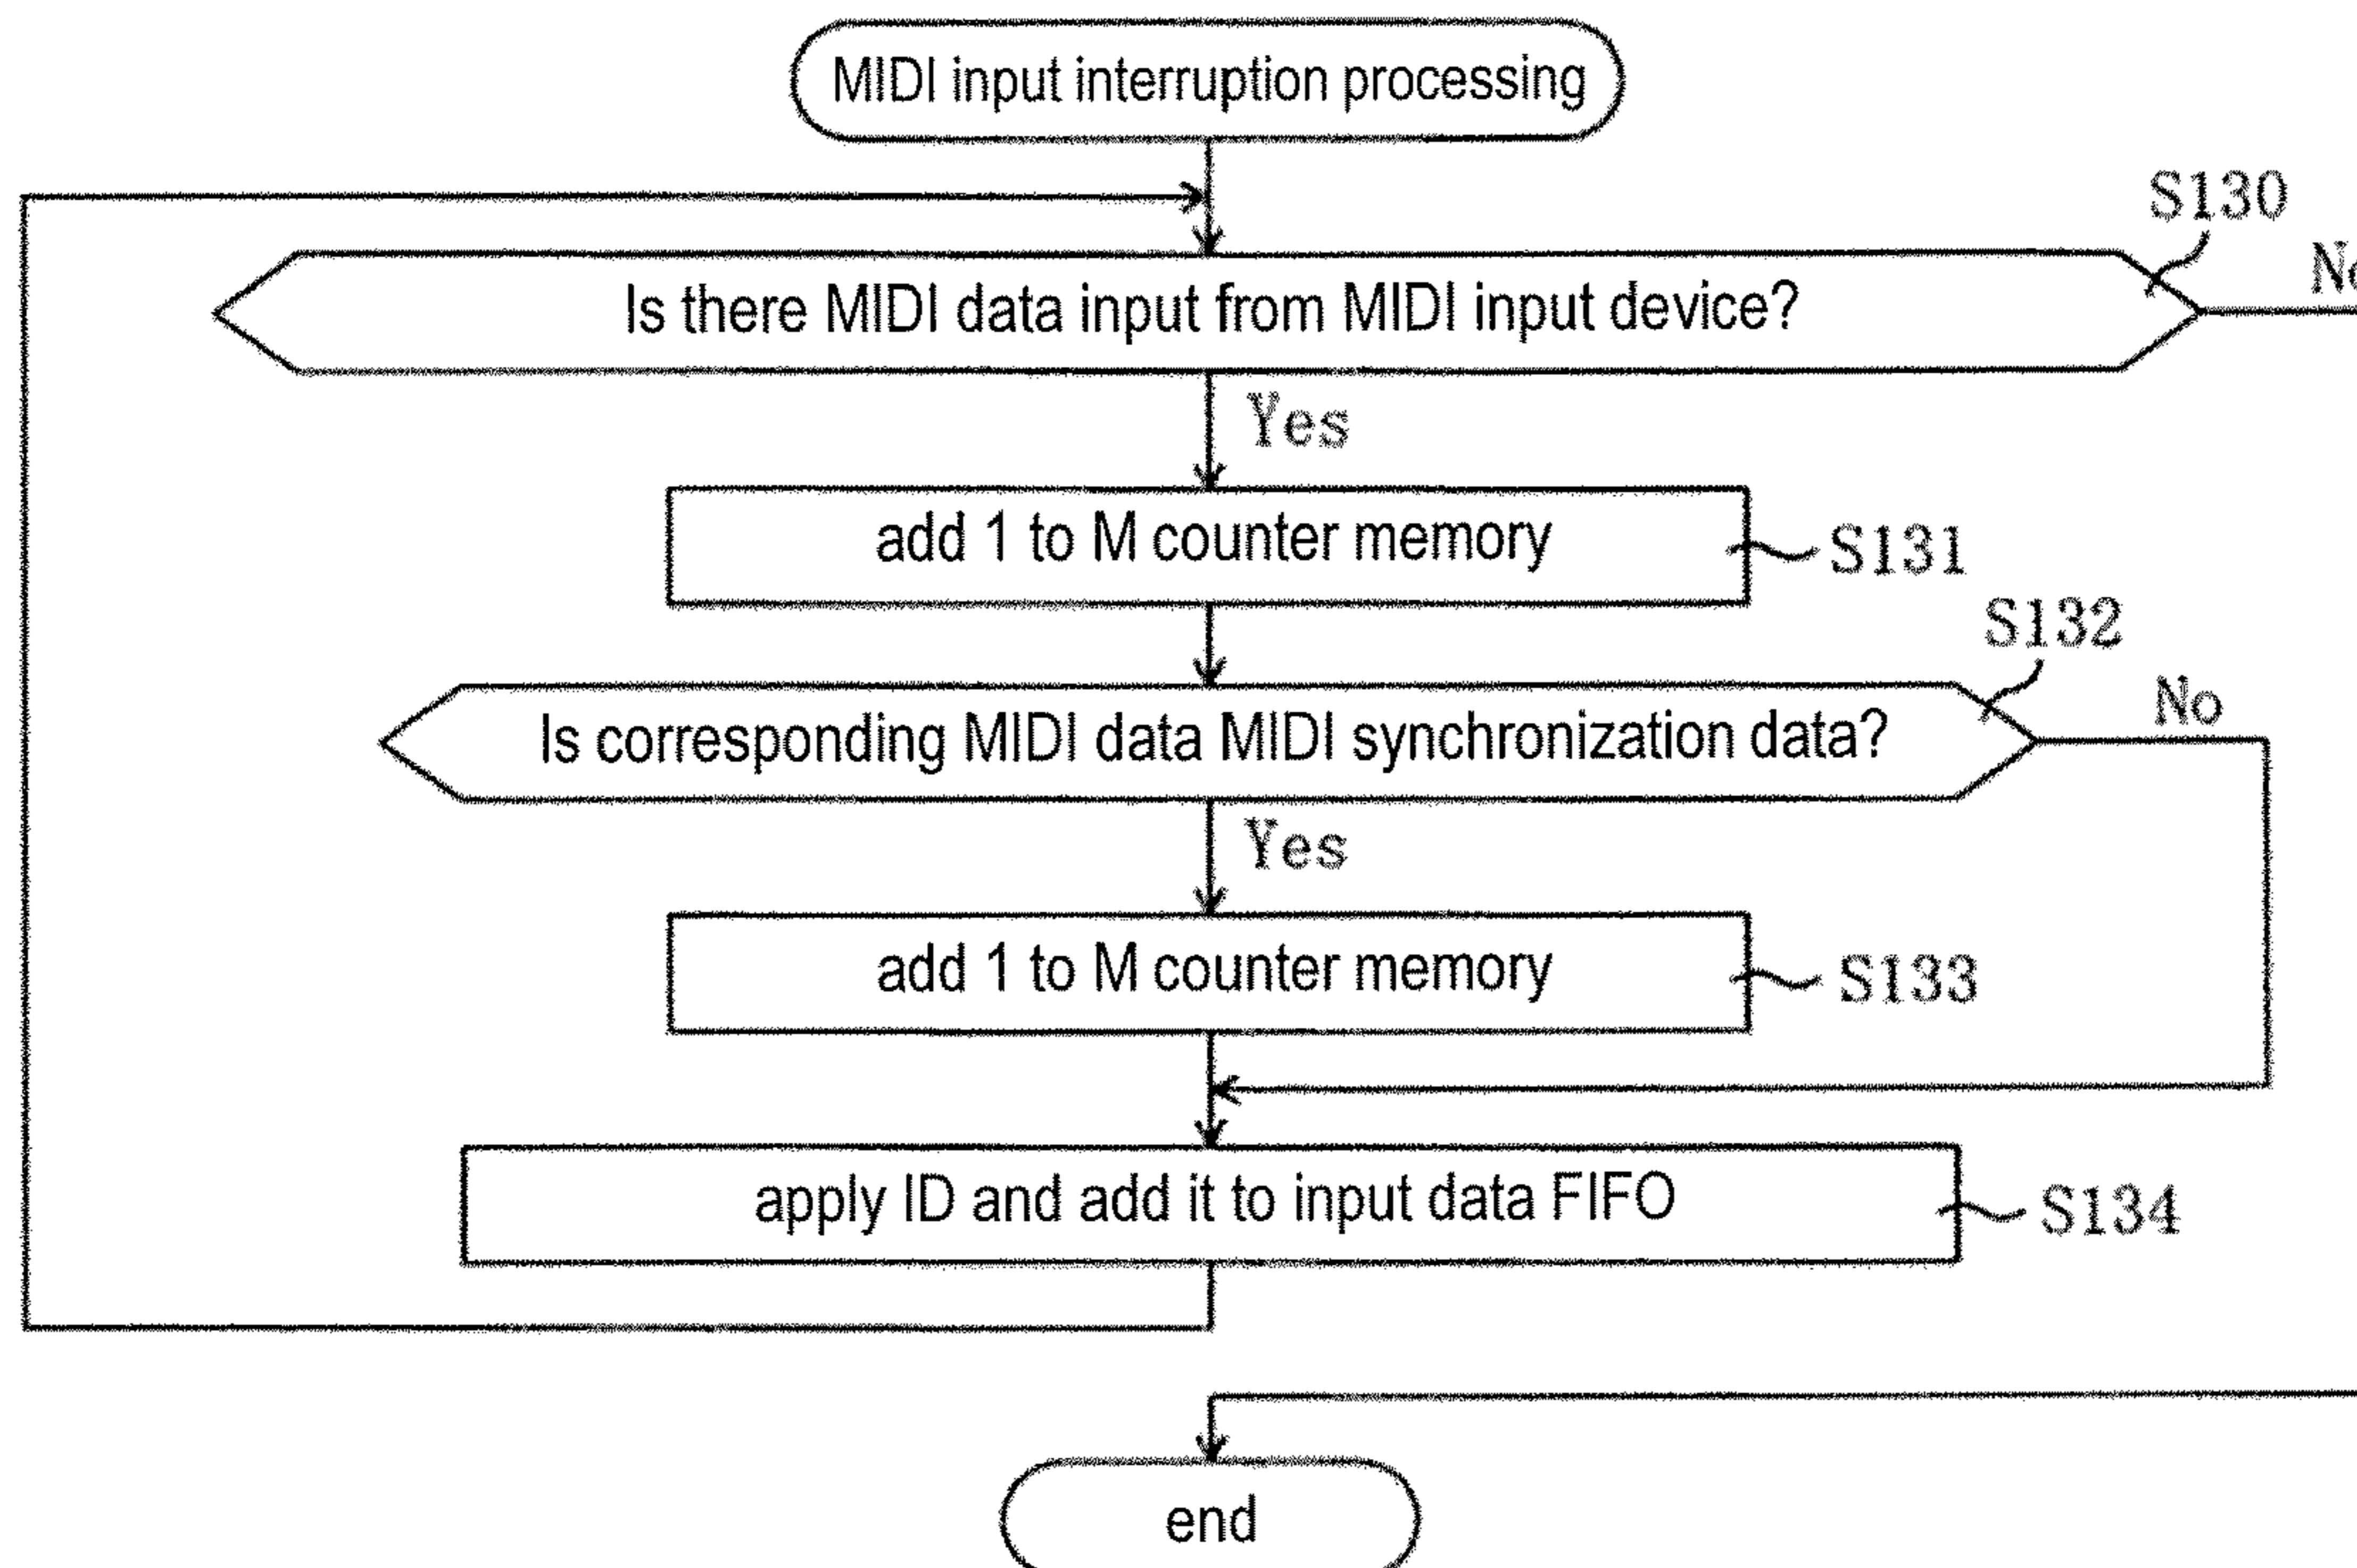 MIDI input interruption processing
S130
Is there MIDI data input from MIDI input device?
No
Yes
add 1 to M counter memory
S131
S132
Is corresponding MIDI data MIDI synchronization data?
No
Yes
add 1 to M counter memory
S133
apply ID and add it to input data FIFO
S134
end